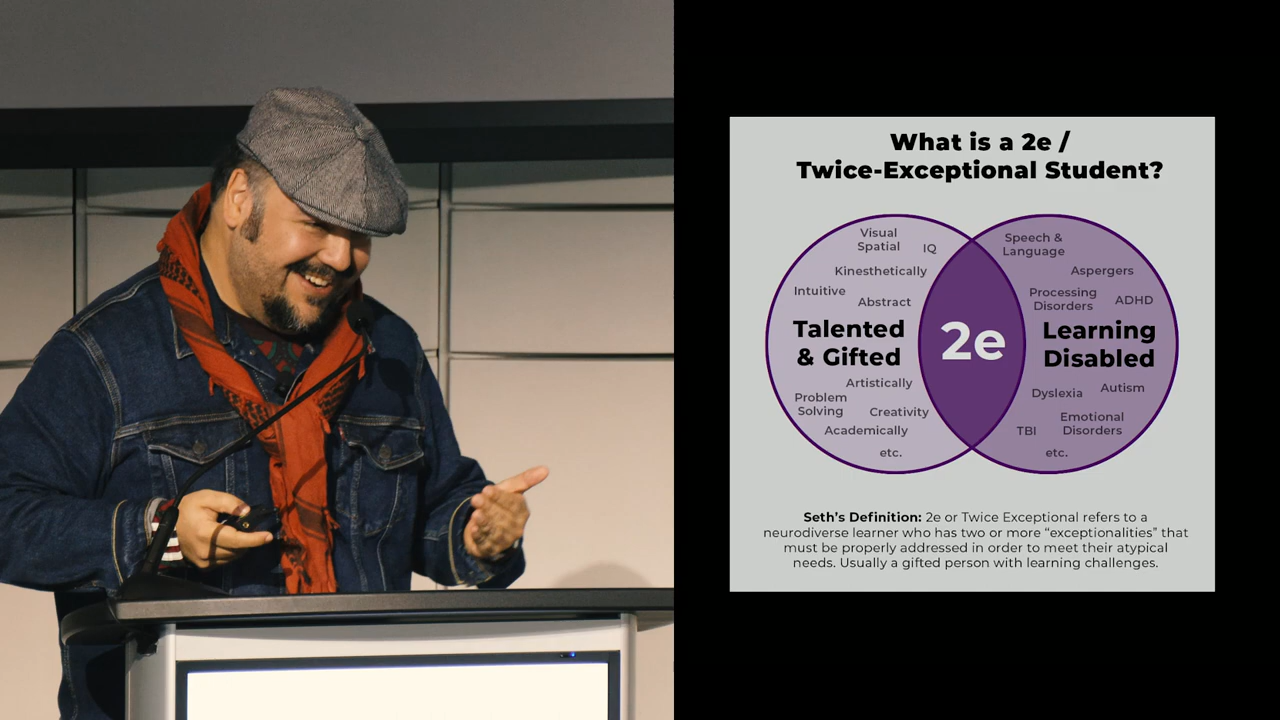 What is a 2e /
Twice-Exceptional Student?
Visual
Spatial
IQ
Kinesthetically
Intuitive
Abstract
Talented
& Gifted
Artistically
Problem
Solving
Creativity
Academically
etc.
2e
Speech &
Language
Aspergers
Processing
Disorders
ADHD
Learning
Disabled
Dyslexia
Autism
Emotional
Disorders
TBI
etc.
Seth’s Definition: 2e or Twice Exceptional refers to a
neurodiverse learner who has two or more “exceptionalities” that
must be properly addressed in order to meet their atypical
needs. Usually a gifted person with learning challenges.